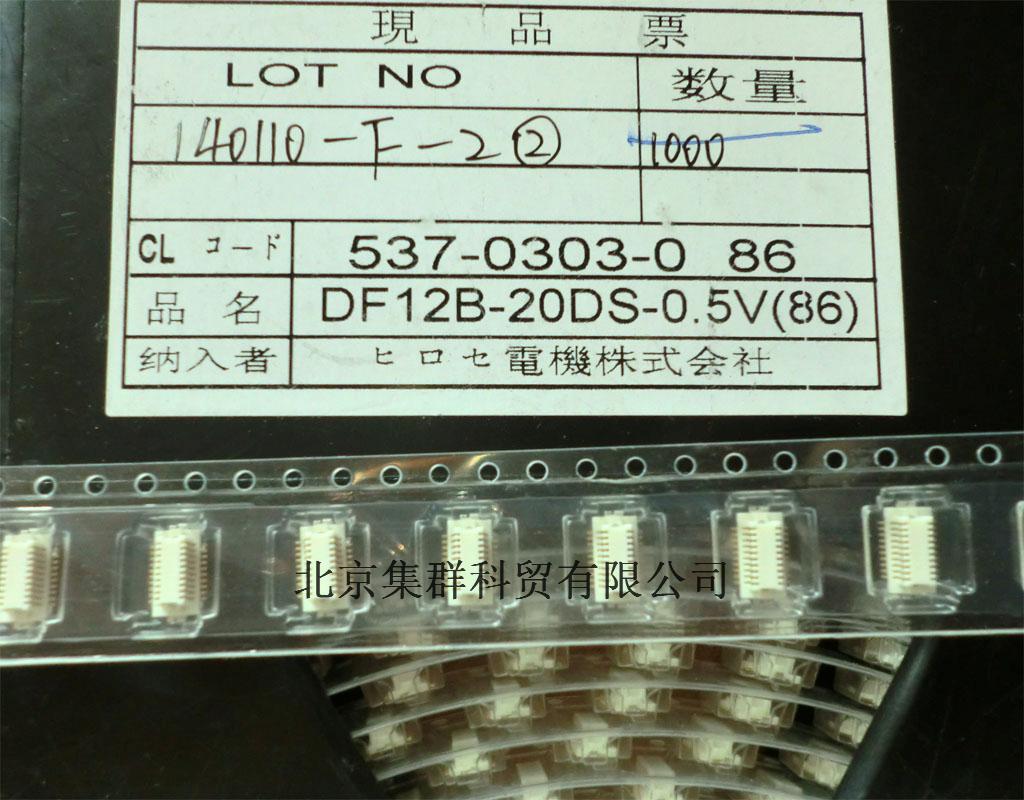 現品票
LOT NO 数量
140110-F-2② 1000
CL コード 537-0303-0 86
品名 DF12B-20DS-0.5V(86)
纳入者 ヒロセ電機株式会社
北京集群科贸有限公司